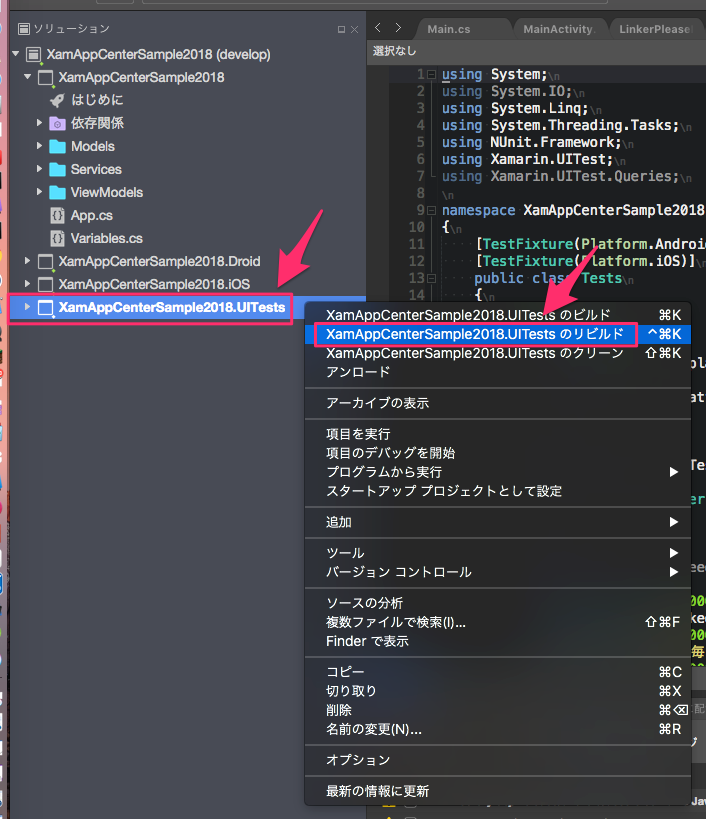 ソリューション
XamAppCenterSample2018 (develop)
XamAppCenterSample2018
はじめに
依存関係
Models
Services
ViewModels
App.cs
Variables.cs
XamAppCenterSample2018.Droid
XamAppCenterSample2018.iOS
XamAppCenterSample2018.UITests
Main.cs
MainActivity.
LinkerPlease
選択なし
1 using System;\n
2 using System.IO;\n
3 using System.Linq;\n
4 using System.Threading.Tasks;\n
5 using NUnit.Framework;\n
6 using Xamarin.UITest;\n
7 using Xamarin.UITest.Queries;\n
8 \n
9 namespace XamAppCenterSample2018
10 {\n
11 [TestFixture(Platform.Android
12 [TestFixture(Platform.iOS)]\n
13 public class Tests\n
14 {\n
XamAppCenterSample2018.UITests のビルド ⌘K
XamAppCenterSample2018.UITests のリビルド ^⌘K
XamAppCenterSample2018.UITests のクリーン ⇧⌘K
アンロード
アーカイブの表示
項目を実行
項目のデバッグを開始
プログラムから実行
スタートアップ プロジェクトとして設定
追加
ツール
バージョン コントロール
ソースの分析
複数ファイルで検索(I)... ⇧⌘F
Finder で表示
コピー ⌘C
切り取り ⌘X
削除 ⌘⌫
名前の変更(N)... ⌘R
オプション
最新の情報に更新